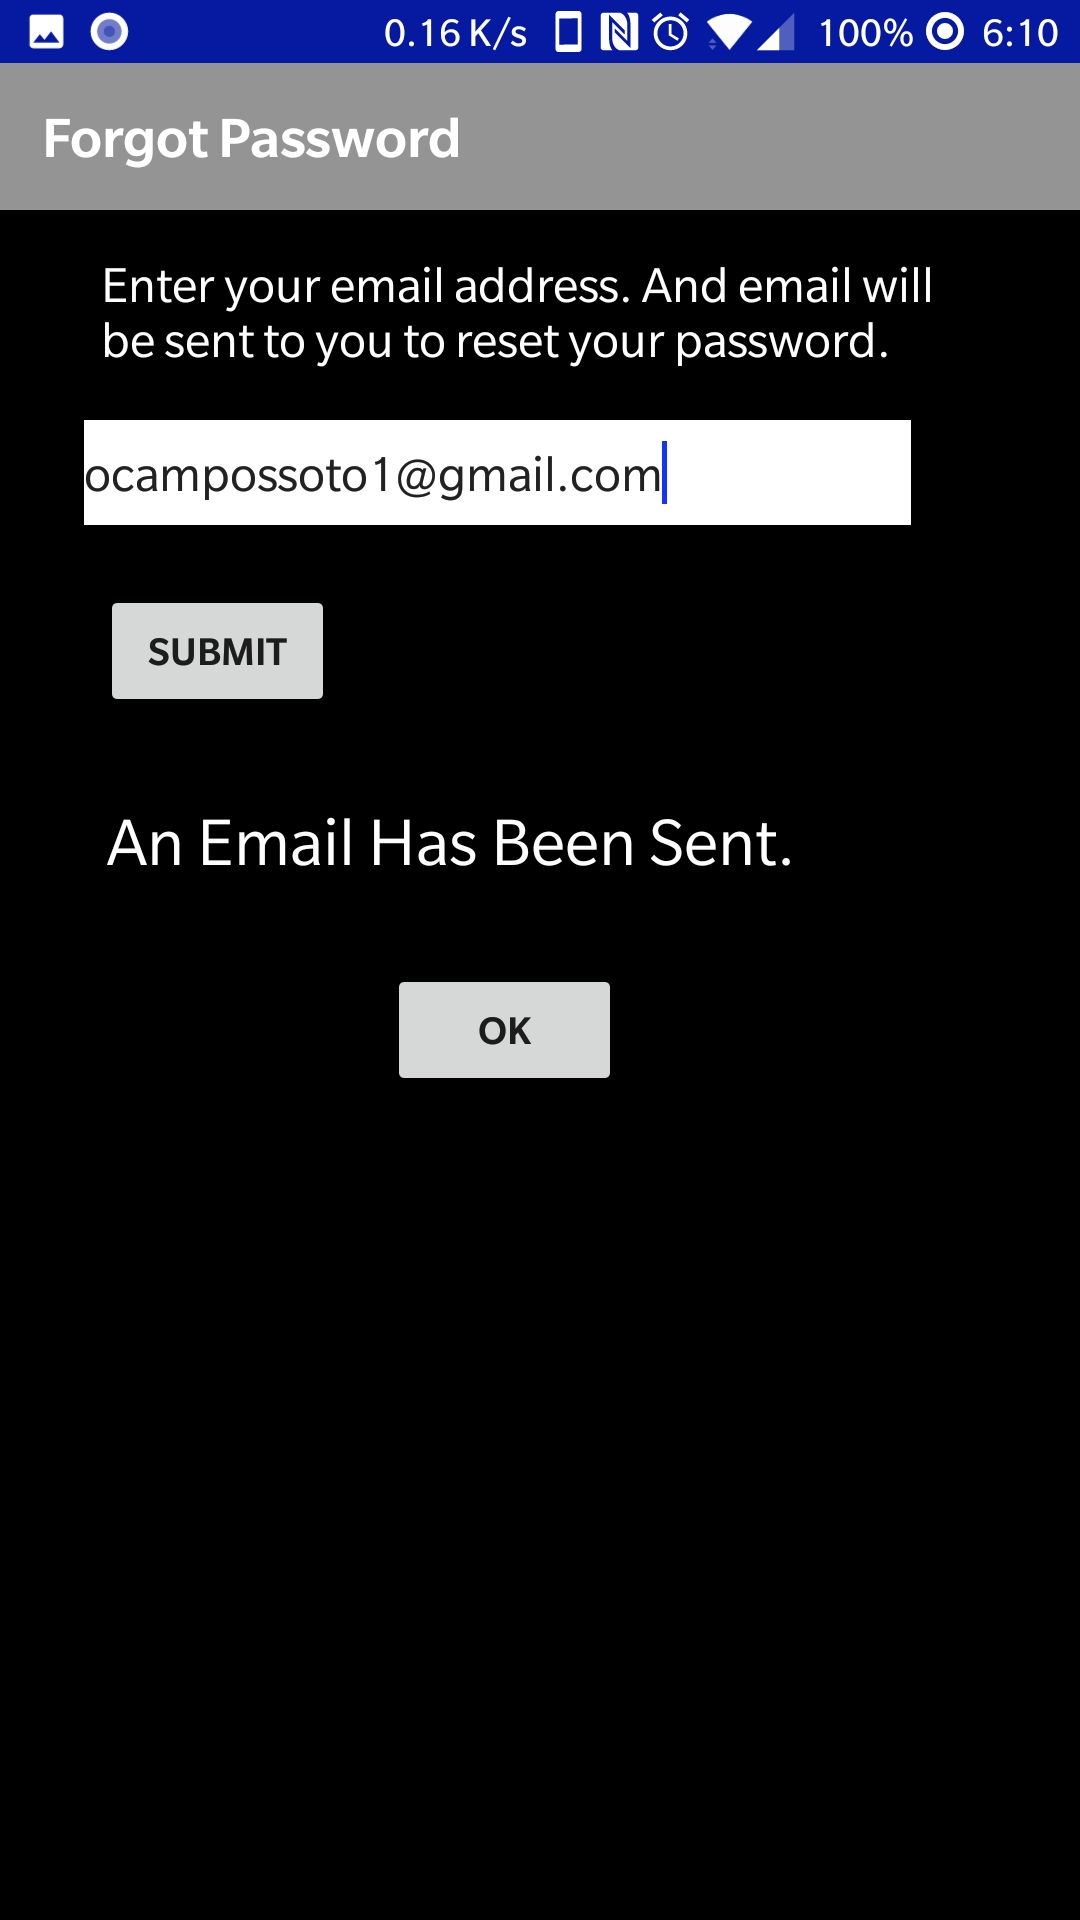 0.16 K/s 100% 6:10
Forgot Password
Enter your email address. And email will
be sent to you to reset your password.
ocampossoto1@gmail.com
SUBMIT
An Email Has Been Sent.
OK